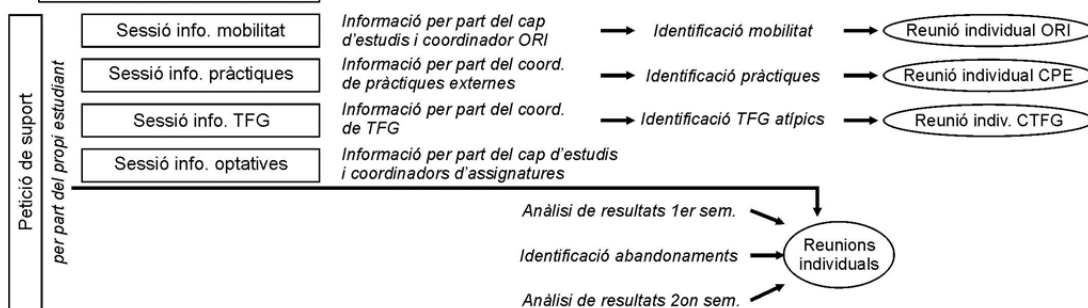 Petició de suport
per part del propi estudiant
Sessió info. mobilitat
Informació per part del cap
d'estudis i coordinador ORI
Identificació mobilitat
Reunió individual ORI
Sessió info. pràctiques
Informació per part del coord.
de pràctiques externes
Identificació pràctiques
Reunió individual CPE
Sessió info. TFG
Informació per part del coord.
de TFG
Identificació TFG atípics
Reunió indiv. CTFG
Sessió info. optatives
Informació per part del cap d'estudis
i coordinadors d'assignatures
Anàlisi de resultats 1er sem.
Identificació abandonaments
Anàlisi de resultats 2on sem.
Reunions
individuals